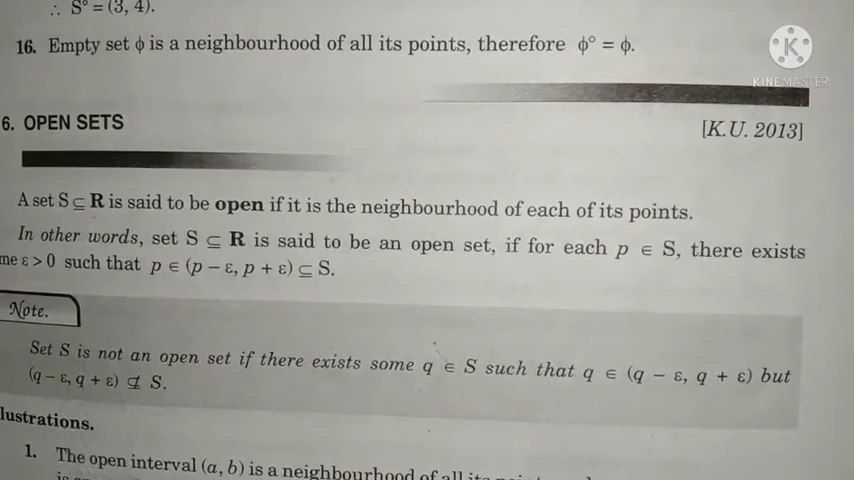 ∴ S° = (3, 4).
16. Empty set ϕ is a neighbourhood of all its points, therefore ϕ° = ϕ.
K
KINEMASTER
6. OPEN SETS
[K.U. 2013]
A set S ⊆ R is said to be open if it is the neighbourhood of each of its points.
In other words, set S ⊆ R is said to be an open set, if for each p ∈ S, there exists
me ε > 0 such that p ∈ (p – ε, p + ε) ⊆ S.
Note.
Set S is not an open set if there exists some q ∈ S such that q ∈ (q – ε, q + ε) but
(q – ε, q + ε) ⊄ S.
lustrations.
1. The open interval (a, b) is a neighbourhood of all its